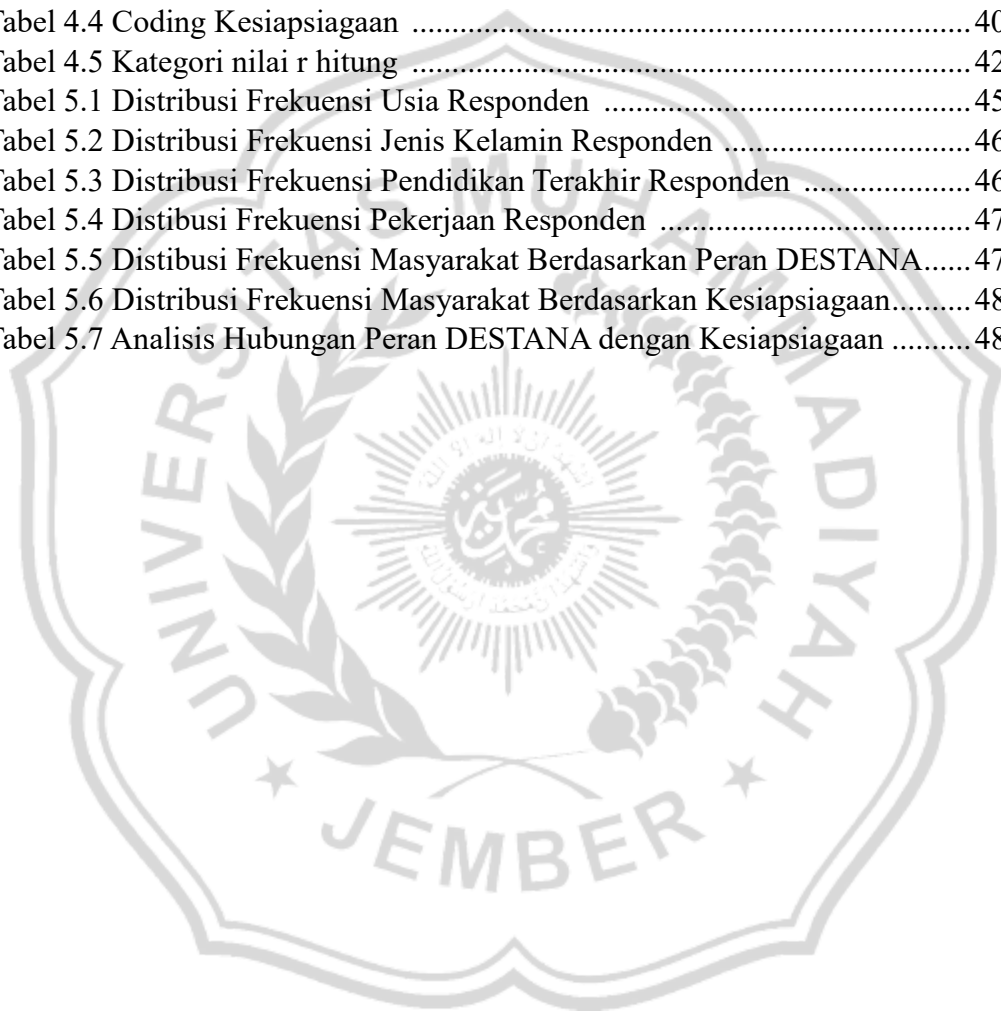 Tabel 4.4 Coding Kesiapsiagaan ........................................................................ 40
Tabel 4.5 Kategori nilai r hitung ........................................................................ 42
Tabel 5.1 Distribusi Frekuensi Usia Responden ............................................... 45
Tabel 5.2 Distribusi Frekuensi Jenis Kelamin Responden ................................ 46
Tabel 5.3 Distribusi Frekuensi Pendidikan Terakhir Responden ..................... 46
Tabel 5.4 Distibusi Frekuensi Pekerjaan Responden ........................................ 47
Tabel 5.5 Distibusi Frekuensi Masyarakat Berdasarkan Peran DESTANA...... 47
Tabel 5.6 Distribusi Frekuensi Masyarakat Berdasarkan Kesiapsiagaan.......... 48
Tabel 5.7 Analisis Hubungan Peran DESTANA dengan Kesiapsiagaan .......... 48
UNIVERSITAS MUHAMMADIYAH
JEMBER